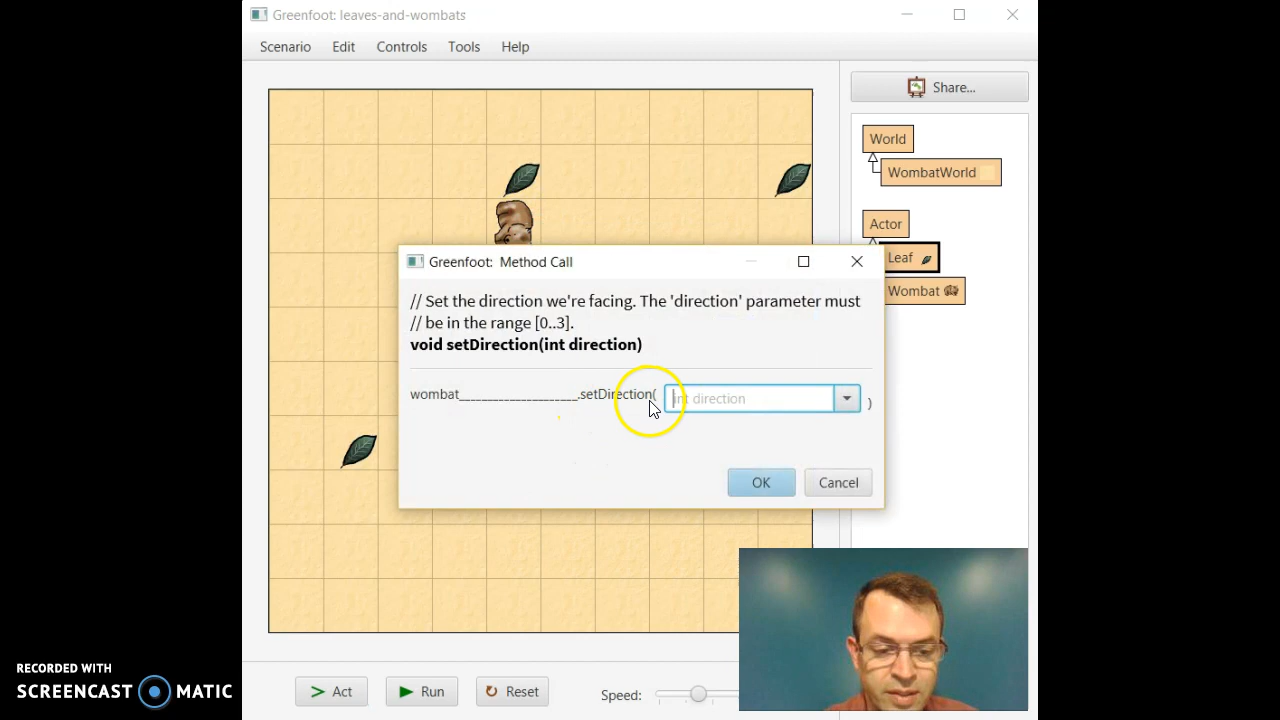 Greenfoot: leaves-and-wombats
Scenario Edit Controls Tools Help
Share...
World
WombatWorld
Actor
Leaf
Wombat
Greenfoot: Method Call
// Set the direction we're facing. The 'direction' parameter must
// be in the range [0..3].
void setDirection(int direction)
wombat____________________.setDirection( int direction )
OK Cancel
Act Run Reset Speed:
RECORDED WITH
SCREENCAST MATIC